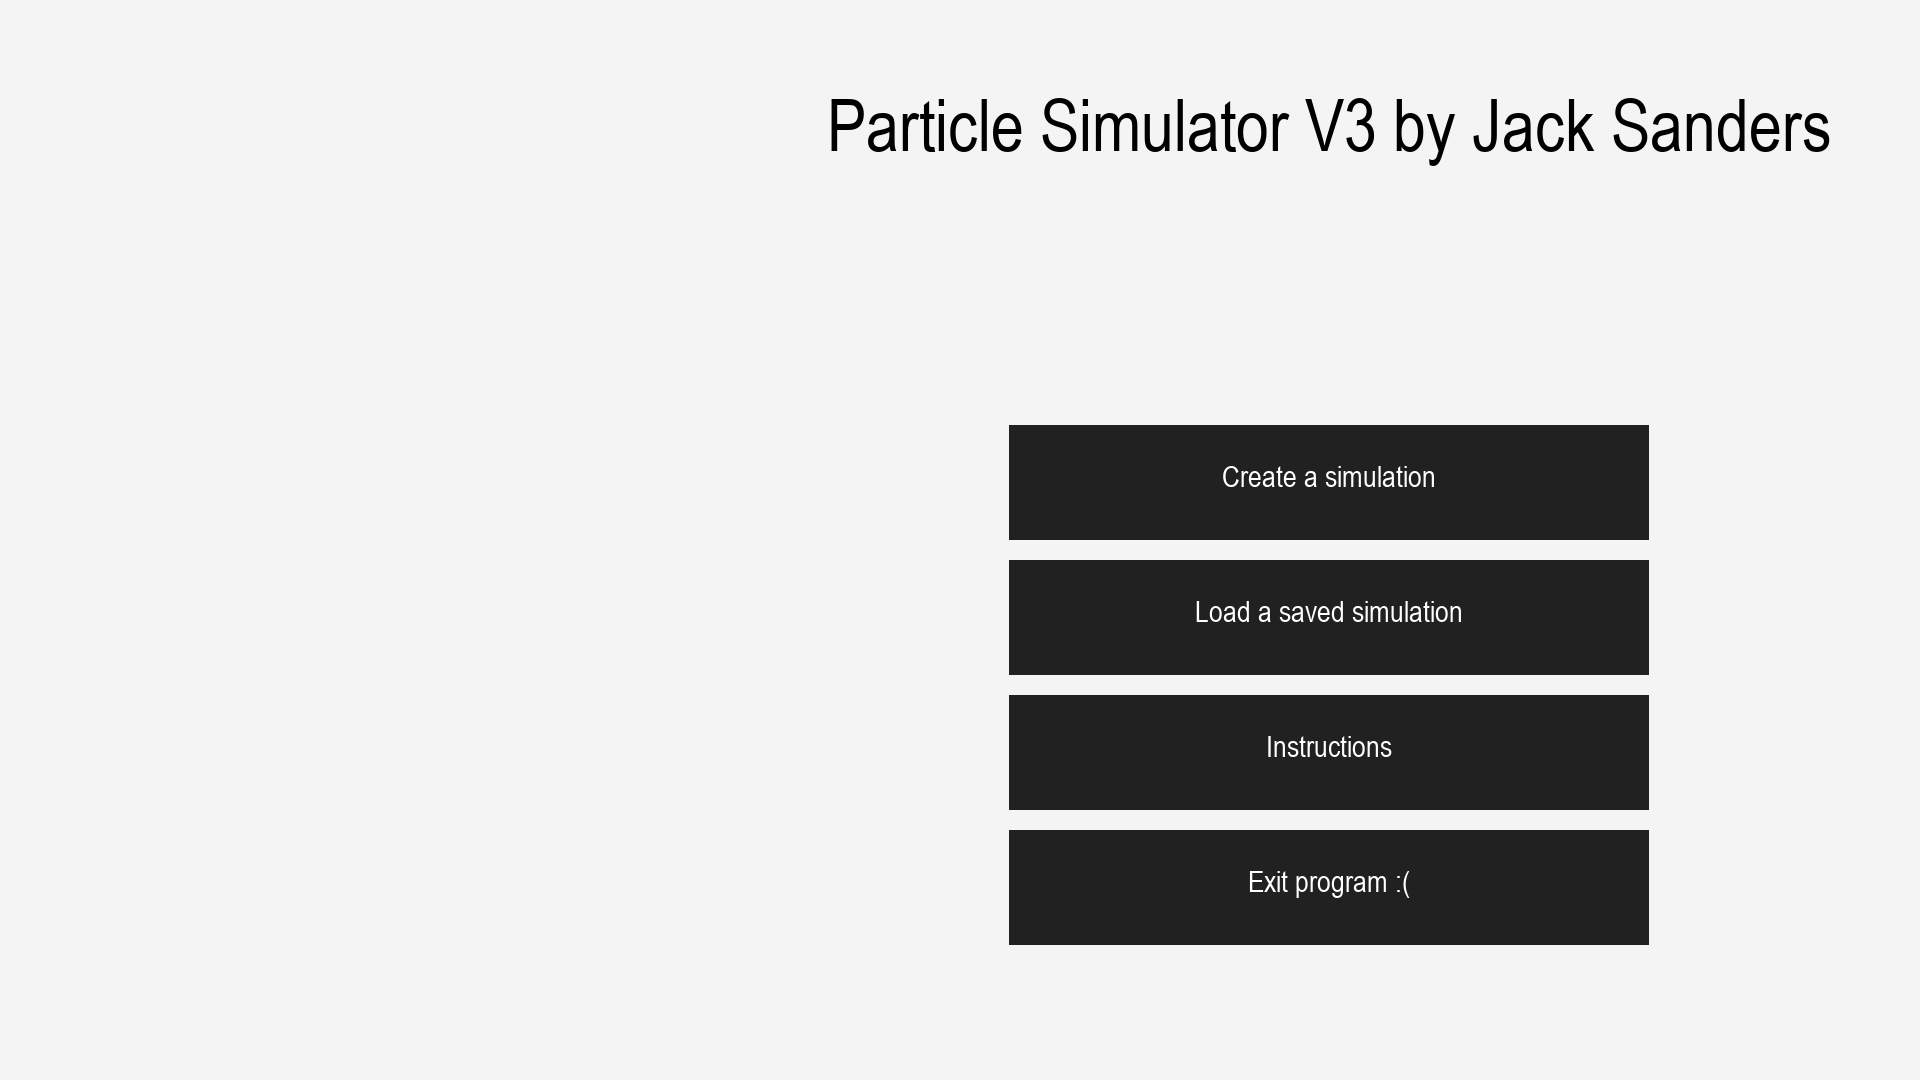 Particle Simulator V3 by Jack Sanders
Create a simulation
Load a saved simulation
Instructions
Exit program :(